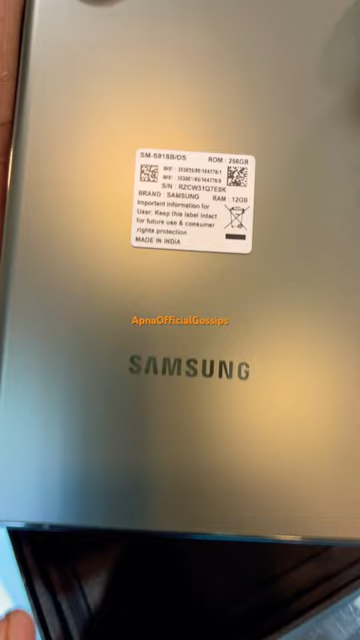 SM-S918B/DS ROM : 256GB
S/N : RZCW31Q7E9K
BRAND : SAMSUNG RAM : 12GB
Important information for
User: Keep this label intact
for future use & consumer
rights protection
MADE IN INDIA
ApnaOfficialGossips
SAMSUNG